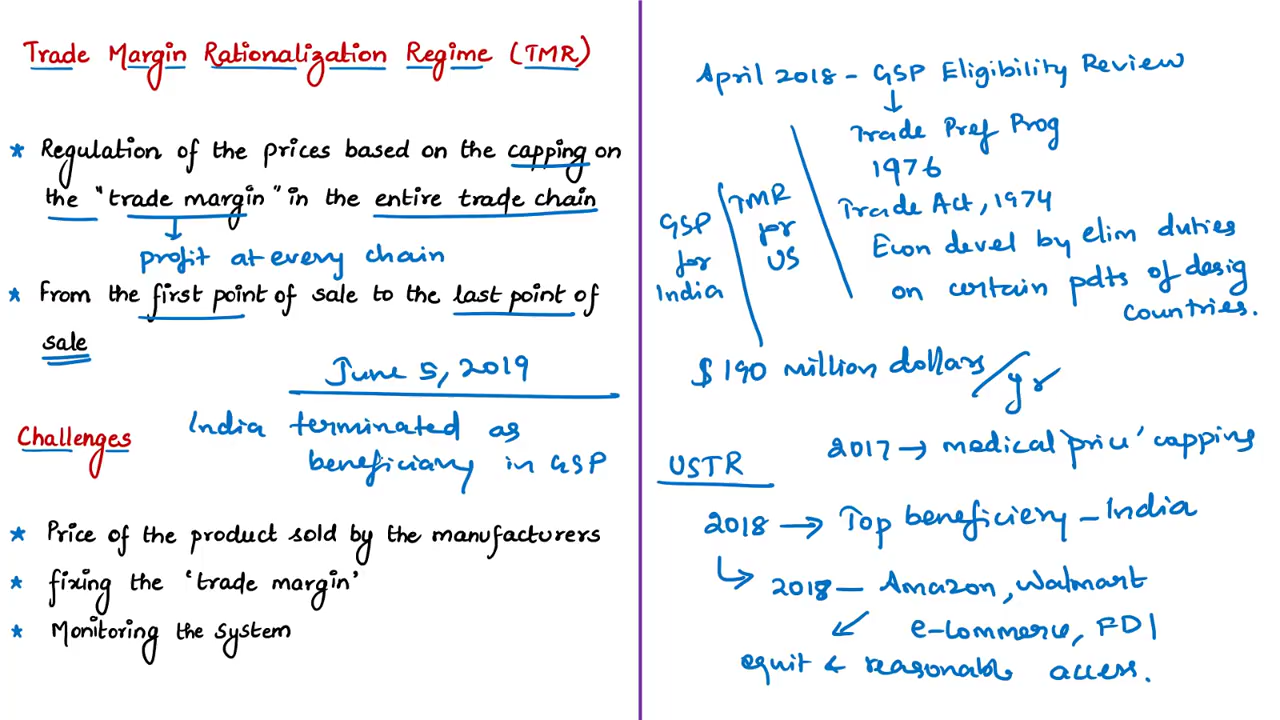 Trade Margin Rationalization Regime (TMR)
* Regulation of the prices based on the capping on
the "trade margin" in the entire trade chain
profit at every chain
* From the first point of sale to the last point of
sale
June 5, 2019
India terminated as
beneficiary in GSP
Challenges
* Price of the product sold by the manufacturers
* fixing the 'trade margin'
* Monitoring the system
April 2018 - GSP Eligibility Review
Trade Pref Prog
1976
Trade Act, 1974
Econ devel by elim duties
on certain pdts of desig
countries.
GSP
for
India
TMR
for
US
$ 190 million dollars/yr
2017 → medical 'price' capping
USTR
2018 → Top beneficiery - India
2018 - Amazon, Walmart
e-commerce, FDI
equit & reasonable access.